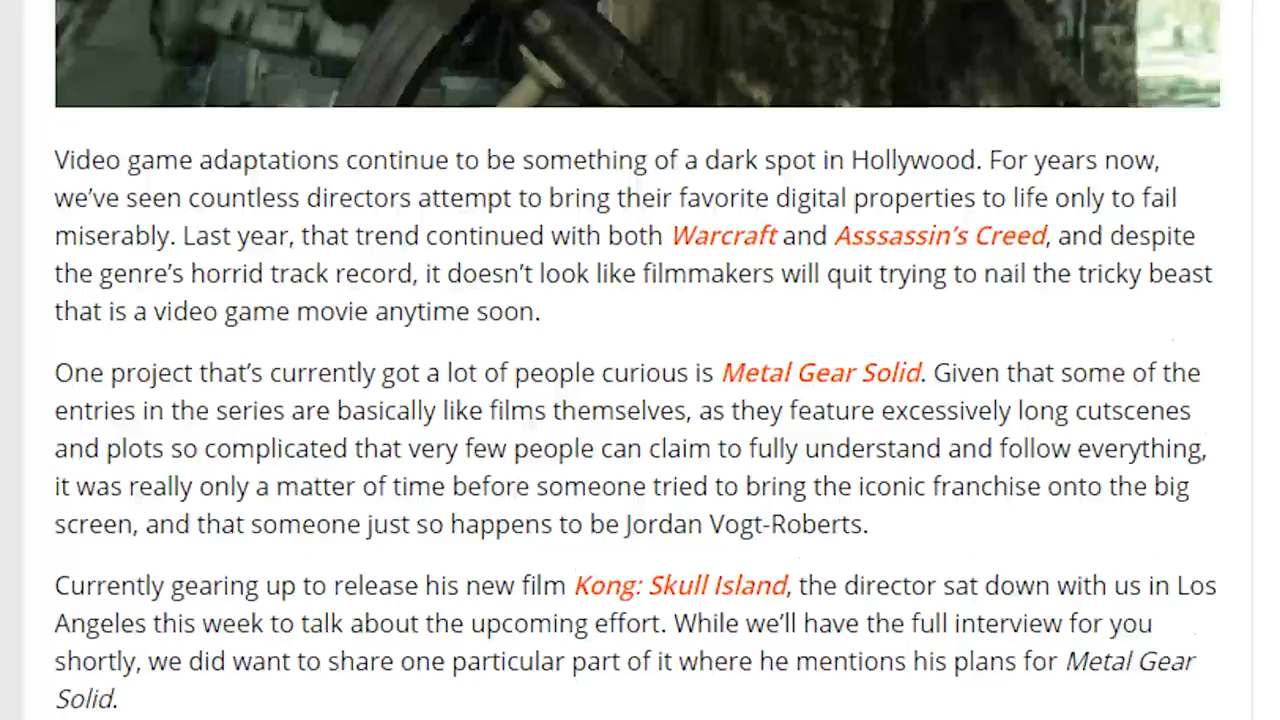 Video game adaptations continue to be something of a dark spot in Hollywood. For years now,
we’ve seen countless directors attempt to bring their favorite digital properties to life only to fail
miserably. Last year, that trend continued with both Warcraft and Asssassin’s Creed, and despite
the genre’s horrid track record, it doesn’t look like filmmakers will quit trying to nail the tricky beast
that is a video game movie anytime soon.
One project that’s currently got a lot of people curious is Metal Gear Solid. Given that some of the
entries in the series are basically like films themselves, as they feature excessively long cutscenes
and plots so complicated that very few people can claim to fully understand and follow everything,
it was really only a matter of time before someone tried to bring the iconic franchise onto the big
screen, and that someone just so happens to be Jordan Vogt-Roberts.
Currently gearing up to release his new film Kong: Skull Island, the director sat down with us in Los
Angeles this week to talk about the upcoming effort. While we’ll have the full interview for you
shortly, we did want to share one particular part of it where he mentions his plans for Metal Gear
Solid.